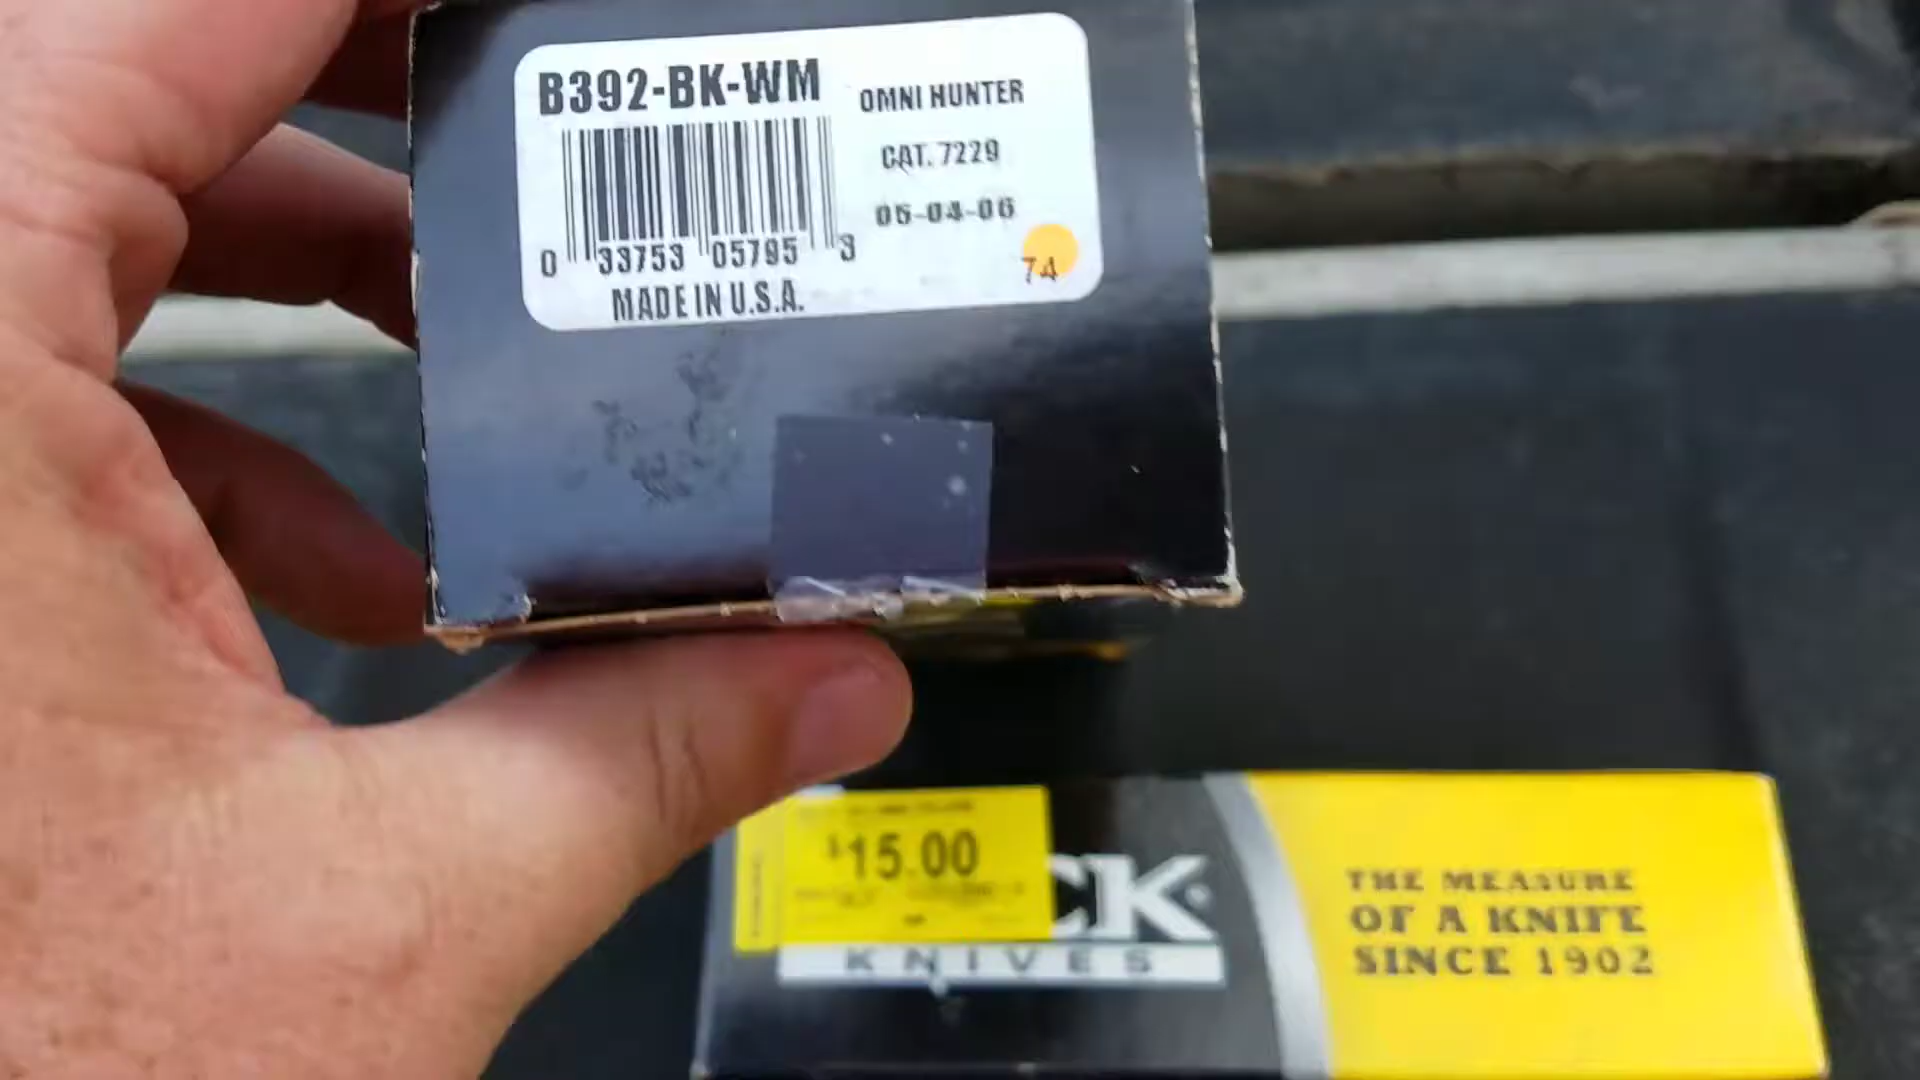 B392-BK-WM
OMNI HUNTER
CAT. 7229
05-04-06
0 33753 05795 3
74
MADE IN U.S.A.
$15.00
CK
KNIVES
THE MEASURE
OF A KNIFE
SINCE 1902